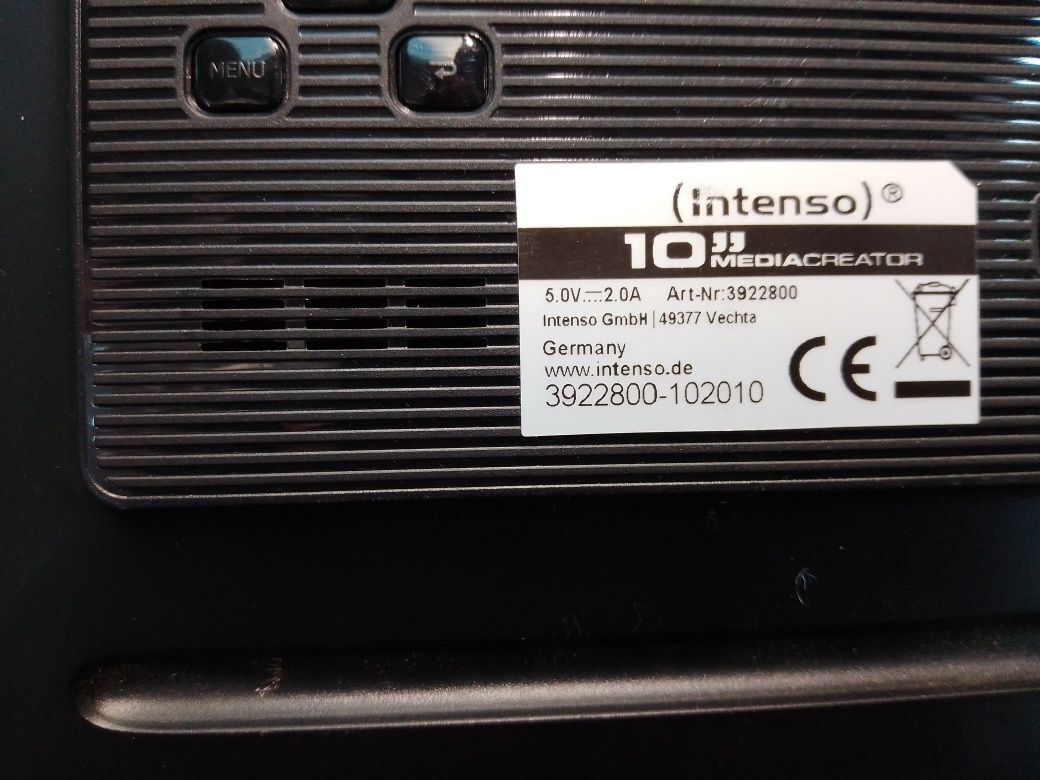 MENU
(intenso)®
10”
MEDIACREATOR
5.0V⎓2.0A Art-Nr:3922800
Intenso GmbH | 49377 Vechta
Germany
www.intenso.de
3922800-102010
CE